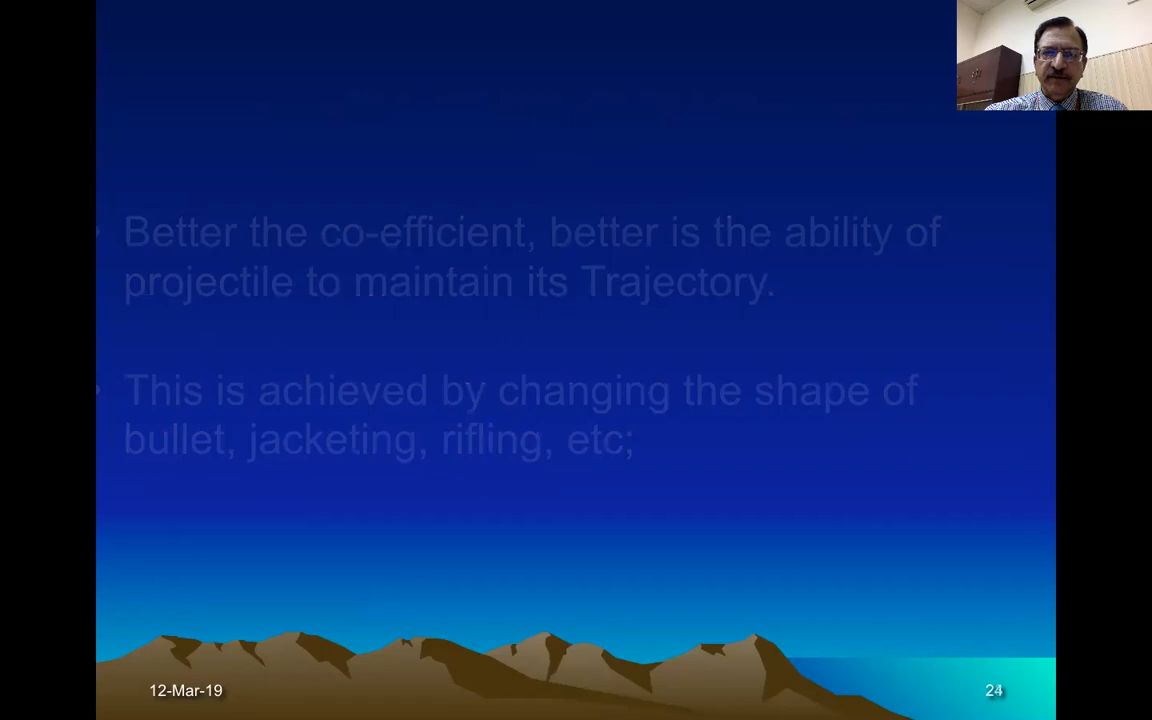 • Better the co-efficient, better is the ability of
projectile to maintain its Trajectory.
• This is achieved by changing the shape of
bullet, jacketing, rifling, etc;
12-Mar-19
24